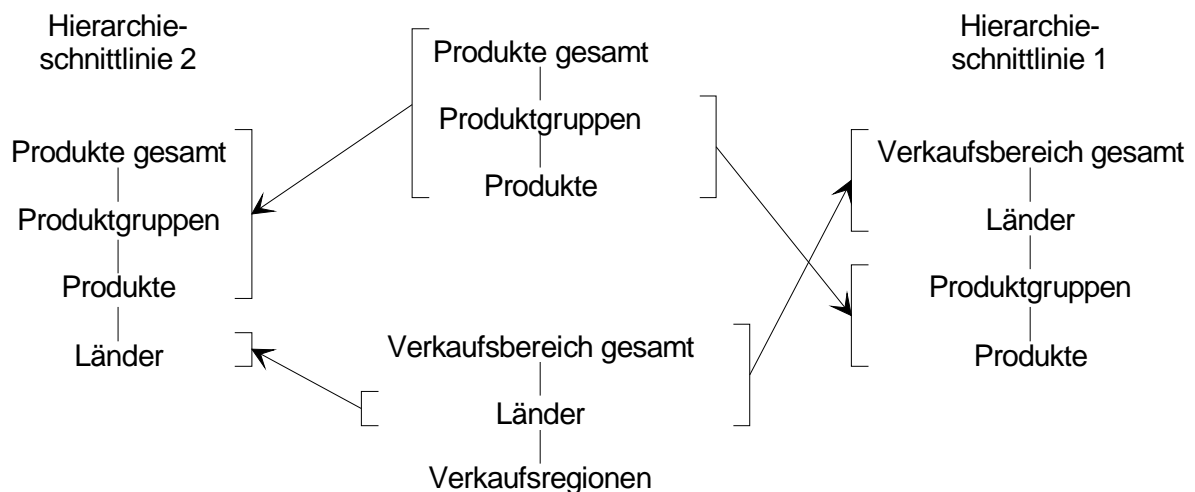 Hierarchie-
schnittlinie 2
Produkte gesamt
Produktgruppen
Produkte
Länder
Produkte gesamt
Produktgruppen
Produkte
Verkaufsbereich gesamt
Länder
Verkaufsregionen
Hierarchie-
schnittlinie 1
Verkaufsbereich gesamt
Länder
Produktgruppen
Produkte